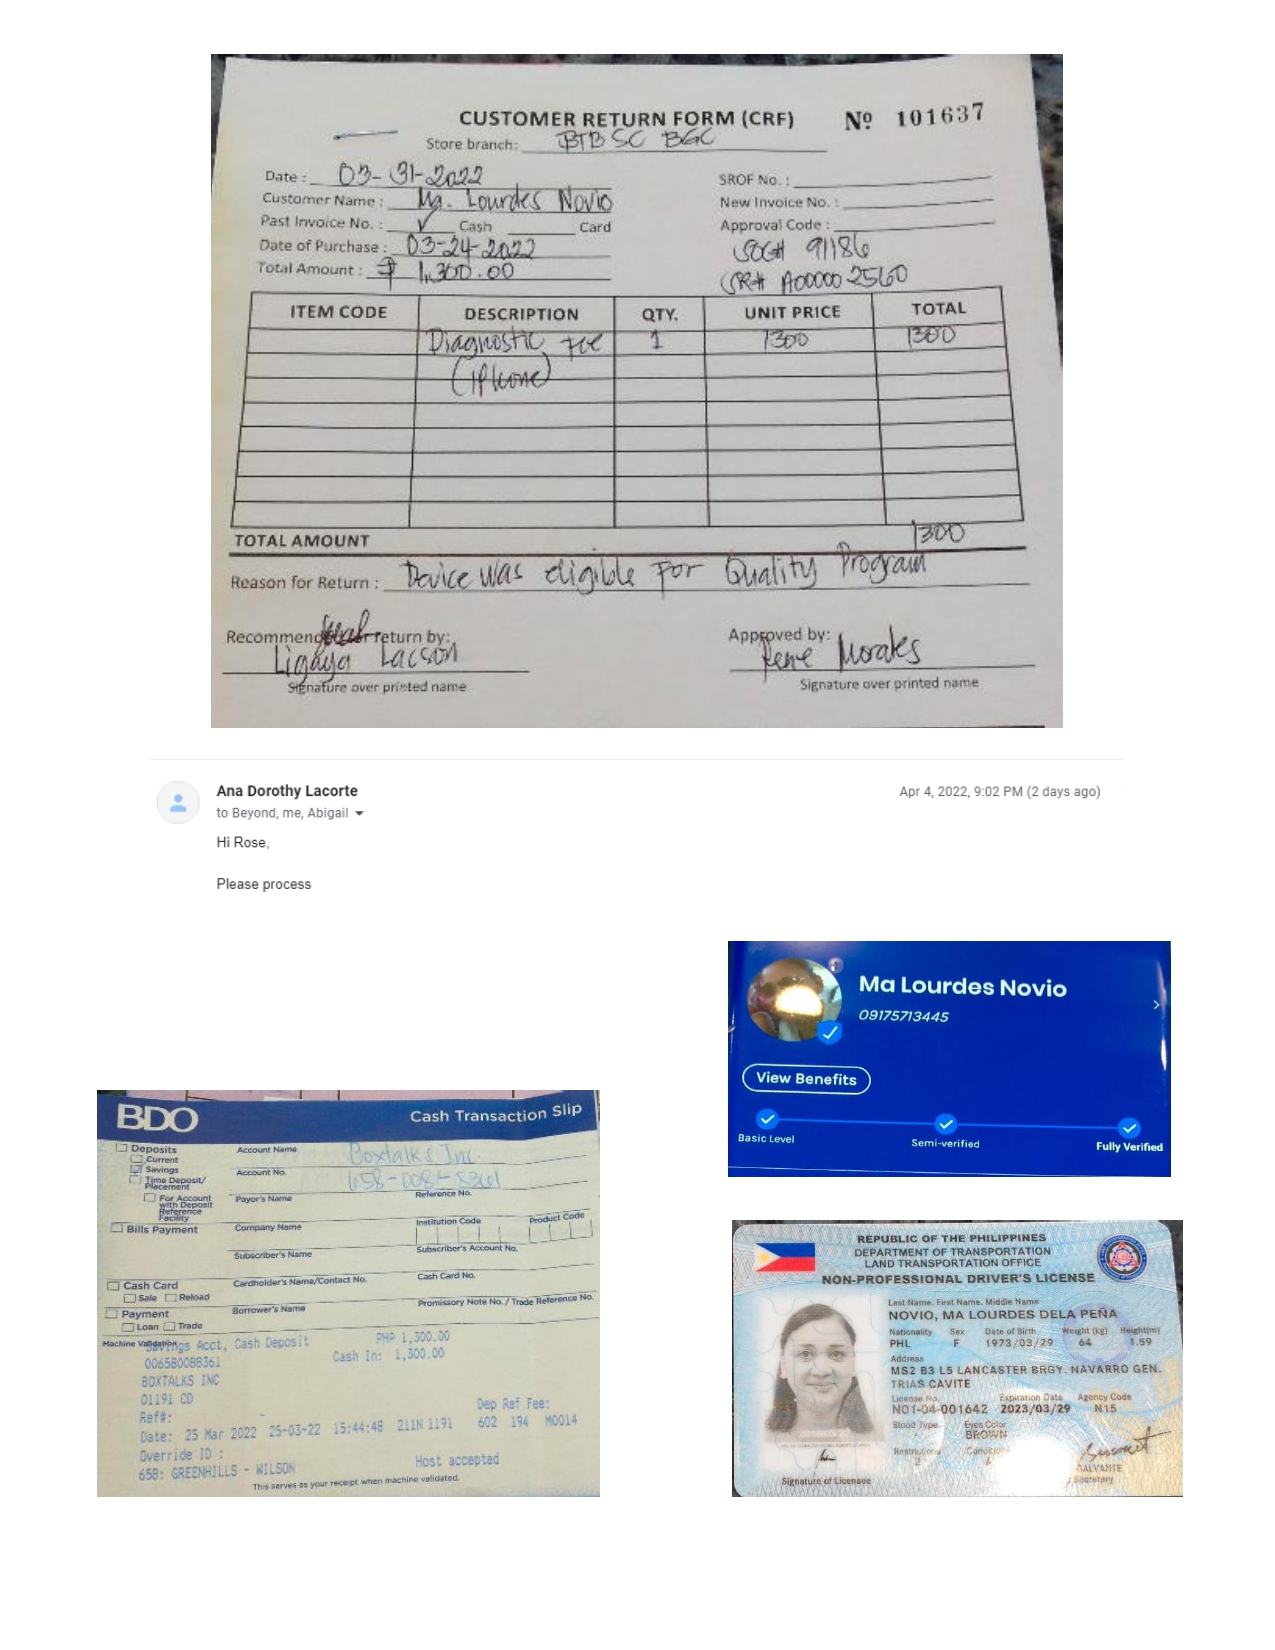 CUSTOMER RETURN FORM (CRF) Nº 101637
Store branch: BTB SC BGC
Date : 03-31-2022
SROF No. :
Customer Name : Ma. Lourdes Novio
New Invoice No. :
Past Invoice No. : ✓ Cash Card
Approval Code :
Date of Purchase : 03-24-2022
SOG# 91186
Total Amount : ₱ 1,300.00
SR# A000002560
ITEM CODE DESCRIPTION QTY. UNIT PRICE TOTAL
Diagnostic Fee 1 1300 1300
(iPhone)
TOTAL AMOUNT 1300
Reason for Return : Device was eligible for Quality Program
Recommend for return by: Approved by:
Ligaya Lacson Rene Morales
Signature over printed name Signature over printed name
Ana Dorothy Lacorte Apr 4, 2022, 9:02 PM (2 days ago)
to Beyond, me, Abigail
Hi Rose,
Please process
Ma Lourdes Novio
09175713445
View Benefits
Basic Level Semi-verified Fully Verified
BDO Cash Transaction Slip
Deposits
Current
Savings
Time Deposit/
Placement
For Account
with Deposit
Reference
Facility
Bills Payment
Cash Card
Sale Reload
Payment
Loan Trade
Account Name Boxtalks Inc.
Account No. 658-008-8361
Payor's Name Reference No.
Company Name Institution Code Product Code
Subscriber's Name Subscriber's Account No.
Cardholder's Name/Contact No. Cash Card No.
Borrower's Name Promissory Note No. / Trade Reference No.
Machine Validation
Savings Acct, Cash Deposit PHP 1,300.00
006580088361 Cash In: 1,300.00
BOXTALKS INC
01191 CD
Ref#: - Dep Ref Fee:
Date: 25 Mar 2022 25-03-22 15:44:48 211N 1191 602 194 M0014
Override ID :
658: GREENHILLS - WILSON Host accepted
This serves as your receipt when machine validated.
REPUBLIC OF THE PHILIPPINES
DEPARTMENT OF TRANSPORTATION
LAND TRANSPORTATION OFFICE
NON-PROFESSIONAL DRIVER'S LICENSE
Last Name, First Name, Middle Name
NOVIO, MA LOURDES DELA PEÑA
Nationality Sex Date of Birth Weight (kg) Height(m)
PHL F 1973/03/29 64 1.59
Address
MS2 B3 L5 LANCASTER BRGY. NAVARRO GEN.
TRIAS CAVITE
License No. Expiration Date Agency Code
N01-04-001642 2023/03/29 N15
Blood Type Eyes Color
BROWN
Restrictions Conditions
2
Signature of Licensee